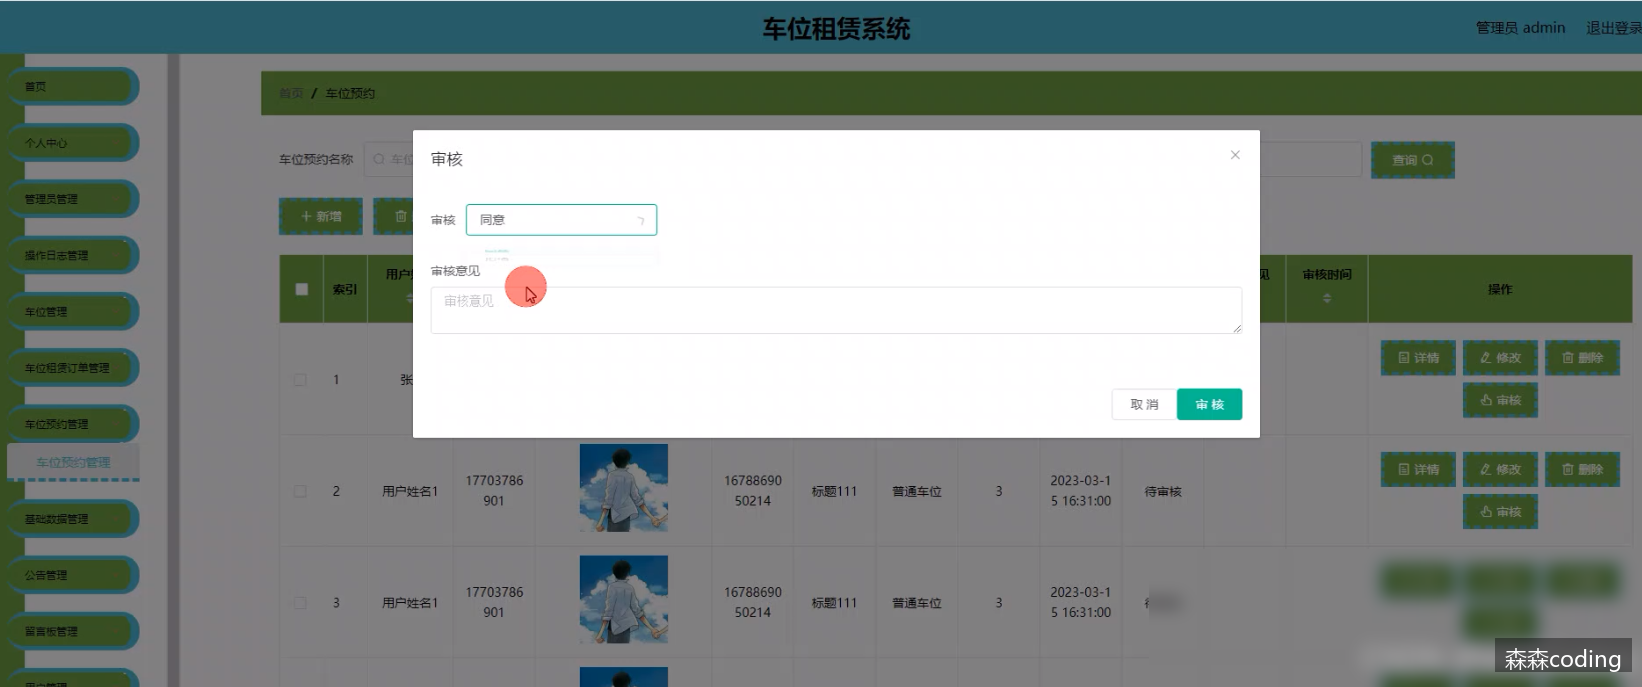 车位租赁系统
管理员 admin
退出登录
首页
个人中心
管理员管理
操作日志管理
车位管理
车位租赁订单管理
车位预约管理
车位预约管理
基础数据管理
公告管理
留言板管理
用户管理
首页 / 车位预约
车位预约名称
车位
查询
新增
审核
审核 同意
审核意见
审核意见
取消
审核
索引
用户
见
审核时间
操作
1
张
详情 修改 删除
审核
2 用户姓名1 17703786901 1678869050214 标题111 普通车位 3 2023-03-15 16:31:00 待审核
详情 修改 删除
审核
3 用户姓名1 17703786901 1678869050214 标题111 普通车位 3 2023-03-15 16:31:00
森森coding